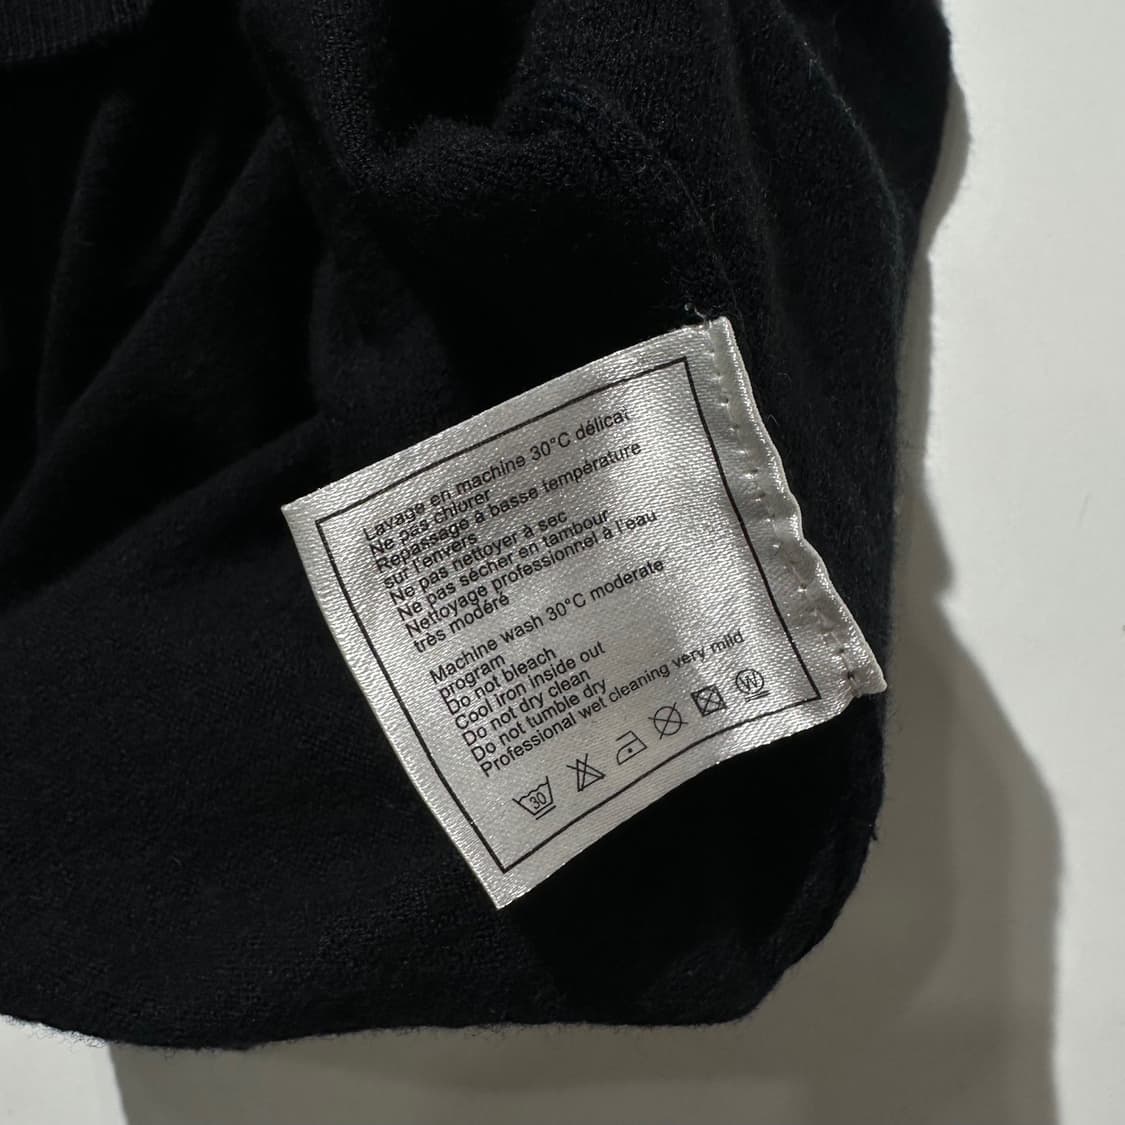 Lavage en machine 30°C délicat
Ne pas chlorer
Repassage à basse température
sur l'envers
Ne pas nettoyer à sec
Ne pas sécher en tambour
Nettoyage professionnel à l'eau
très modéré
Machine wash 30°C moderate
program
Do not bleach
Cool iron inside out
Do not dry clean
Do not tumble dry
Professional wet cleaning very mild
30 W